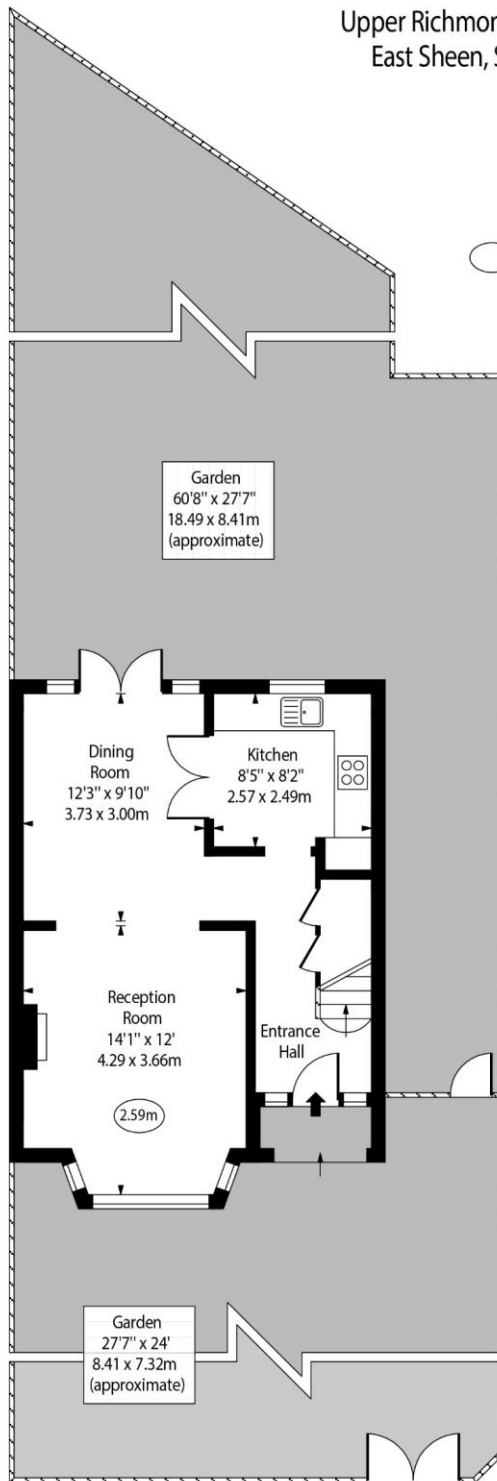 Upper Richmon
East Sheen, S
Garden
60'8'' x 27'7''
18.49 x 8.41m
(approximate)
Dining
Room
12'3'' x 9'10''
3.73 x 3.00m
Kitchen
8'5'' x 8'2''
2.57 x 2.49m
Reception
Room
14'1'' x 12'
4.29 x 3.66m
Entrance
Hall
2.59m
Garden
27'7'' x 24'
8.41 x 7.32m
(approximate)